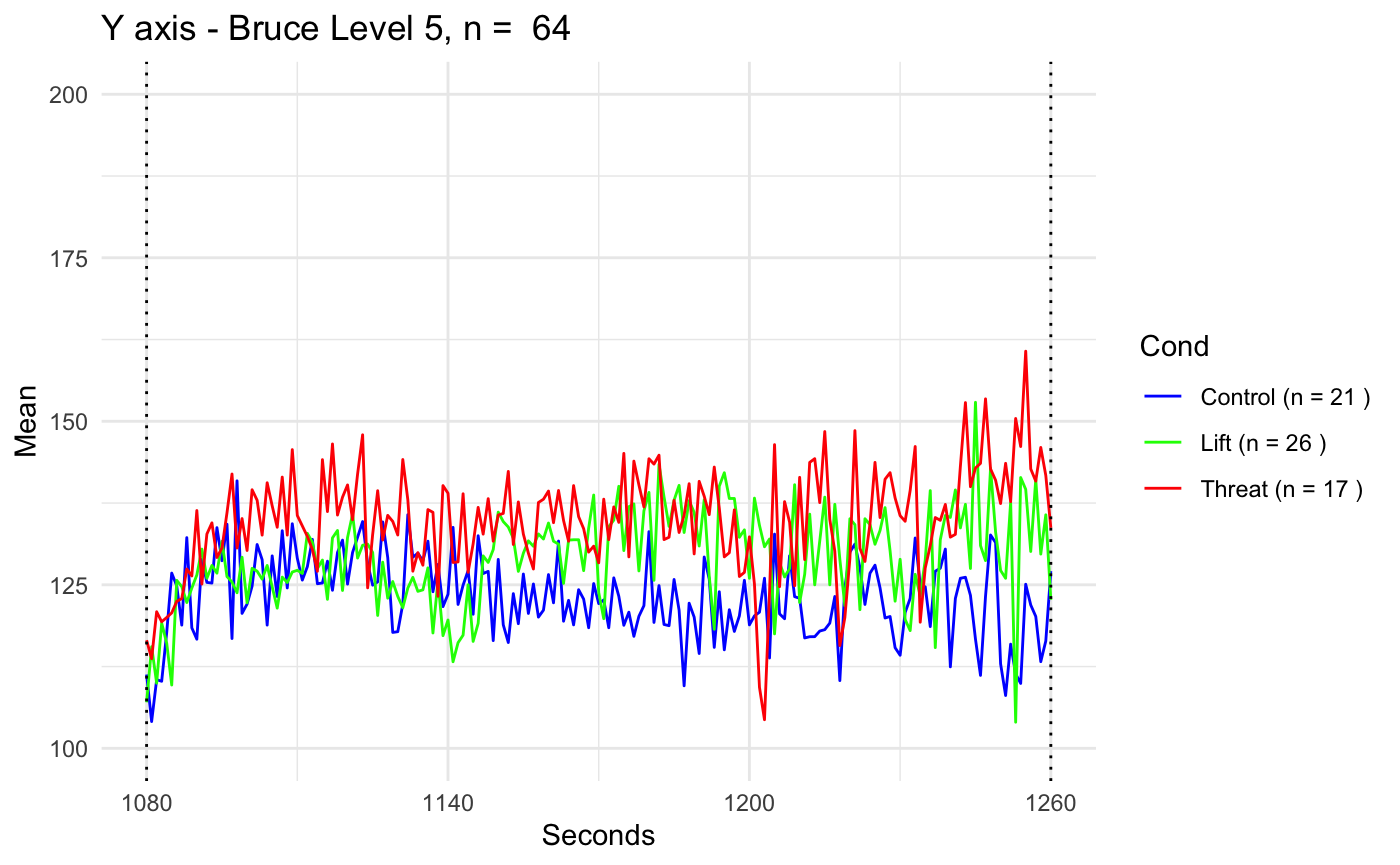 Y axis - Bruce Level 5, n =  64
200
175
150
125
100
Mean
1080
1140
1200
1260
Seconds
Cond
Control (n = 21 )
Lift (n = 26 )
Threat (n = 17 )